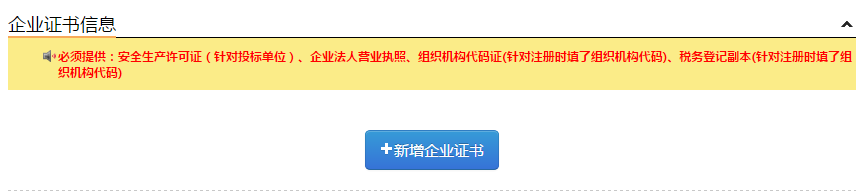 企业证书信息
必须提供：安全生产许可证（针对投标单位）、企业法人营业执照、组织机构代码证(针对注册时填了组织机构代码)、税务登记副本(针对注册时填了组
织机构代码)
新增企业证书